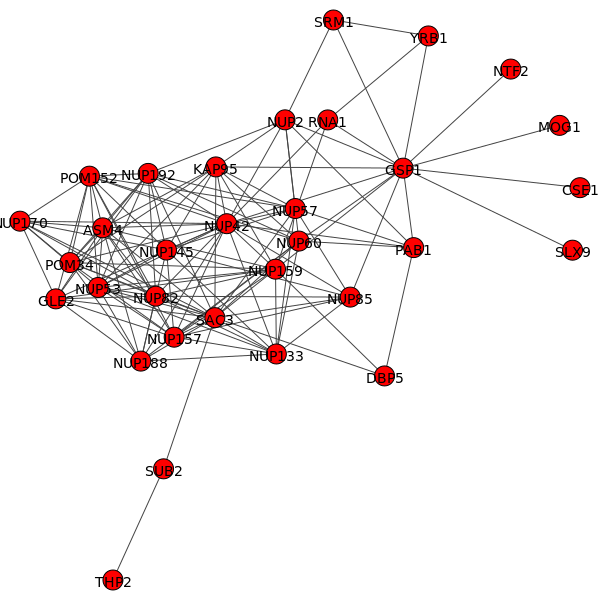 SRM1
YRB1
NTF2
MOG1
NUP2
RNA1
GSP1
KAP95
NUP192
POM152
CSE1
NUP57
NUP170
NUP42
ASM4
NUP60
PAB1
SLX9
NUP145
POM34
NUP159
NUP53
NUP82
GLE2
NUP85
SAC3
NUP157
NUP133
NUP188
DBP5
SUB2
THP2